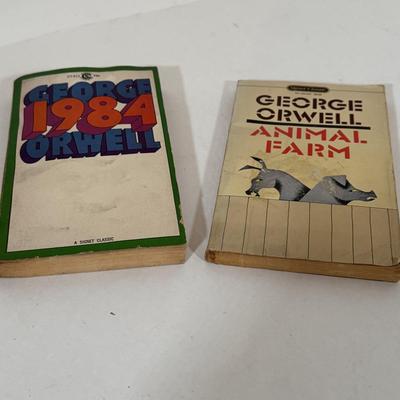 GEORGE
1984
ORWELL
A SIGNET CLASSIC
GEORGE
ORWELL
ANIMAL
FARM